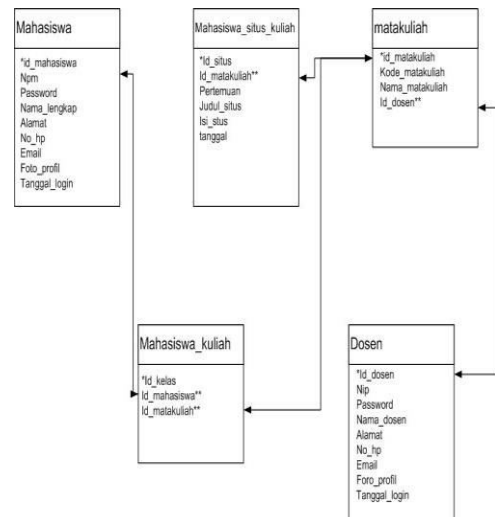 Mahasiswa
*id_mahasiswa
Npm
Password
Nama_lengkap
Alamat
No_hp
Email
Foto_profil
Tanggal_login
Mahasiswa_situs_kuliah
*Id_situs
Id_matakuliah**
Pertemuan
Judul_situs
Isi_stus
tanggal
matakuliah
*id_matakuliah
Kode_matakuliah
Nama_matakuliah
Id_dosen**
Mahasiswa_kuliah
*Id_kelas
Id_mahasiswa**
Id_matakuliah**
Dosen
*Id_dosen
Nip
Password
Nama_dosen
Alamat
No_hp
Email
Foro_profil
Tanggal_login